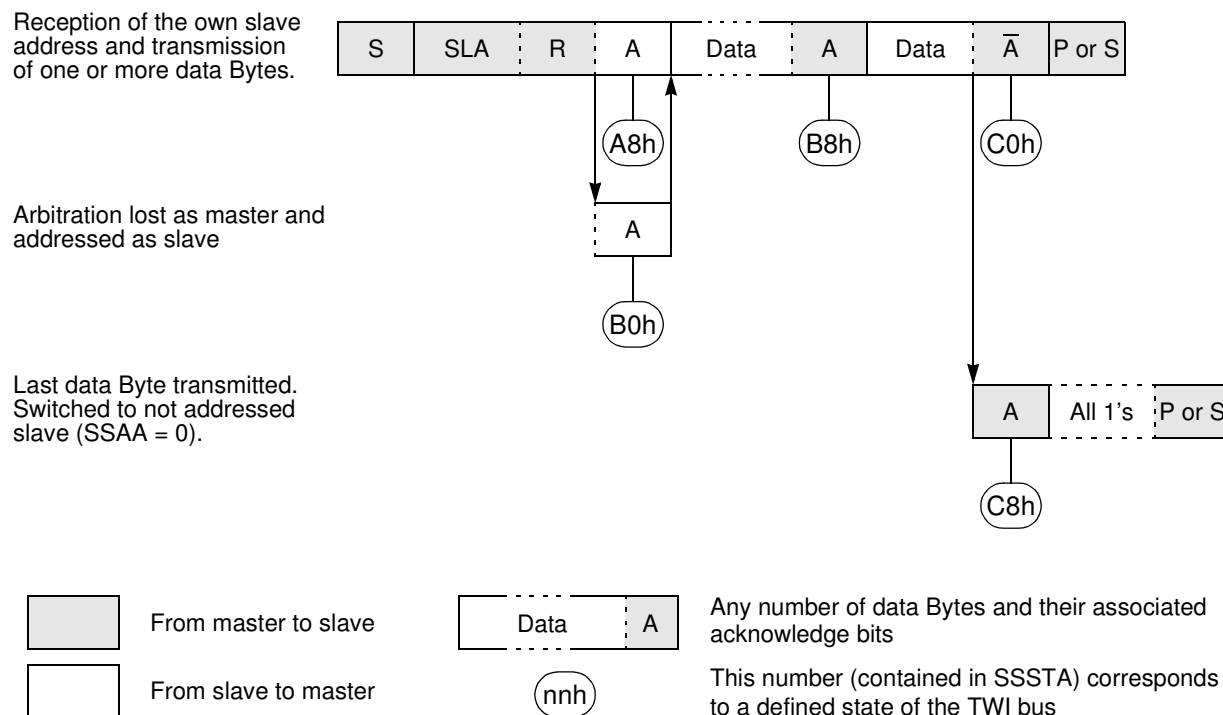 Reception of the own slave
address and transmission
of one or more data Bytes.
S SLA R A Data A Data A̅ P or S
A8h B8h C0h
Arbitration lost as master and
addressed as slave
A
B0h
Last data Byte transmitted.
Switched to not addressed
slave (SSAA = 0).
A All 1's P or S
C8h
From master to slave
Data A
Any number of data Bytes and their associated
acknowledge bits
From slave to master
nnh
This number (contained in SSSTA) corresponds
to a defined state of the TWI bus